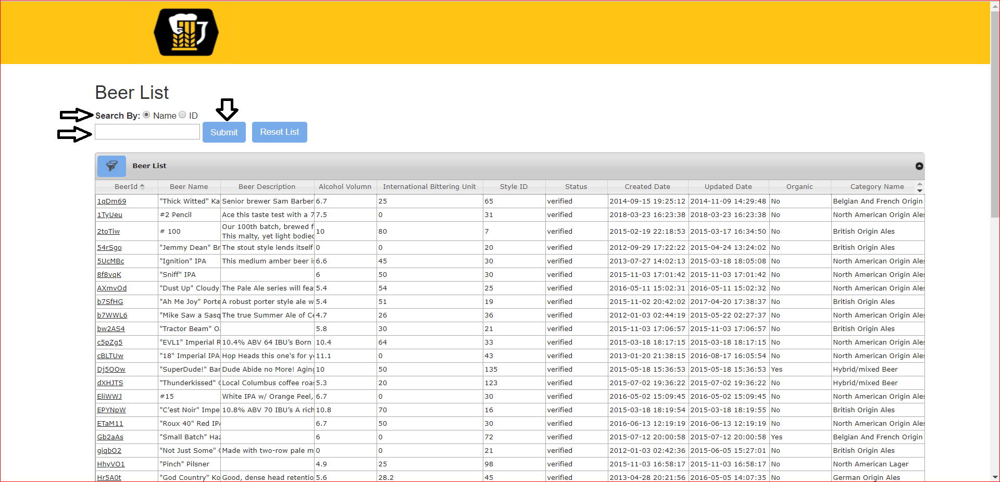 Beer List
Search By: Name ID
Submit Reset List
Beer List
BeerId Beer Name Beer Description Alcohol Volumn International Bittering Unit Style ID Status Created Date Updated Date Organic Category Name
1qDm69 "Thick Witted" Ka Senior brewer Sam Barber 6.7 25 65 verified 2014-09-15 19:25:12 2014-11-09 14:29:48 No Belgian And French Origin
1TyUeu #2 Pencil Ace this taste test with a 7 7.5 0 31 verified 2018-03-23 16:23:38 2018-03-23 16:23:38 No North American Origin Ales
2toTiw # 100 Our 100th batch, brewed f 10 80 7 verified 2015-02-19 22:18:53 2015-03-17 16:34:50 No British Origin Ales
This malty, yet light bodied
54rSgo "Jemmy Dean" Br The stout style lends itself 0 0 20 verified 2012-09-29 17:22:22 2015-04-24 13:24:02 No British Origin Ales
5UcMBc "Ignition" IPA This medium amber beer is 6.6 45 30 verified 2013-07-27 14:02:13 2015-03-18 18:05:08 No North American Origin Ales
8f8vqK "Sniff" IPA 6 50 30 verified 2015-11-03 17:01:42 2015-11-03 17:01:42 No North American Origin Ales
AXmvOd "Dust Up" Cloudy The Pale Ale series will fea 5.4 54 25 verified 2016-05-11 15:02:31 2016-05-11 15:02:32 No North American Origin Ales
b7SfHG "Ah Me Joy" Porte A robust porter style ale w 5.4 51 19 verified 2015-11-02 20:42:02 2017-04-20 17:38:37 No British Origin Ales
b7WWL6 "Mike Saw a Sasq The true Summer Ale of Ce 4.7 26 36 verified 2012-01-03 02:44:19 2015-05-22 02:27:37 No North American Origin Ales
bw2AS4 "Tractor Beam" Oa 5.8 30 21 verified 2015-11-03 17:06:57 2015-11-03 17:06:57 No British Origin Ales
c5pZg5 "EVL1" Imperial R 10.4% ABV 64 IBU’s Born 10.4 64 33 verified 2015-03-18 18:17:15 2015-03-18 18:17:15 No North American Origin Ales
cBLTUw "18" Imperial IPA Hop Heads this one's for yo 11.1 0 43 verified 2013-01-20 21:38:15 2016-08-17 16:05:54 No North American Origin Ales
Dj5OOw "SuperDude!" Bar Dude Abide no More! Aging 10 50 135 verified 2015-05-18 15:36:53 2015-05-18 15:36:53 Yes Hybrid/mixed Beer
dXHJTS "Thunderkissed" C Local Columbus coffee roas 5.3 20 123 verified 2015-07-02 19:36:22 2015-07-02 19:36:22 No Hybrid/mixed Beer
EliWWJ #15 White IPA w/ Orange Peel, 6.7 0 30 verified 2016-05-02 15:09:45 2016-05-02 15:09:45 No North American Origin Ales
EPYNpW "C’est Noir" Impe 10.8% ABV 70 IBU’s A rich 10.8 70 16 verified 2015-03-18 18:19:54 2015-03-18 18:19:55 No British Origin Ales
ETaM11 "Roux 40" Red IPA 6.7 50 30 verified 2016-06-13 12:19:19 2016-06-13 12:19:19 No North American Origin Ales
Gb2aAs "Small Batch" Haz 6 0 72 verified 2015-07-12 20:00:58 2015-07-12 20:00:58 Yes Belgian And French Origin
giqbO2 "Not Just Some" C Made with two-row pale m 0 0 21 verified 2012-01-03 02:42:36 2015-06-05 15:27:01 No British Origin Ales
HhyVO1 "Pinch" Pilsner 4.9 25 98 verified 2015-11-03 16:58:17 2015-11-03 16:58:17 No North American Lager
Hr5A0t "God Country" Ko Good, dense head retentio 5.6 28.2 45 verified 2013-04-28 20:21:56 2016-05-05 14:07:35 No German Origin Ales